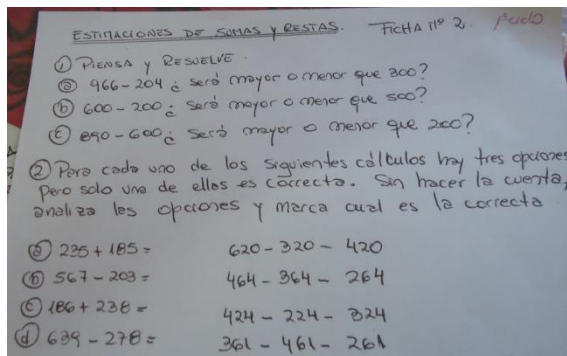 ESTIMACIONES DE SUMAS Y RESTAS. FICHA Nº 2. 1º ciclo
① PIENSA Y RESUELVE.
ⓐ 966-204 ¿ Será mayor o menor que 300?
ⓑ 600-200 ¿ Será mayor o menor que 500?
ⓒ 890-600 ¿ Será mayor o menor que 200?
② Para cada uno de los siguientes cálculos hay tres opciones
pero solo una de ellas es correcta. Sin hacer la cuenta,
analiza las opciones y marca cual es la correcta
ⓐ 235 + 185 = 620 - 320 - 420
ⓑ 567 - 203 = 464 - 364 - 264
ⓒ 186 + 238 = 424 - 224 - 324
ⓓ 639 - 278 = 361 - 461 - 261